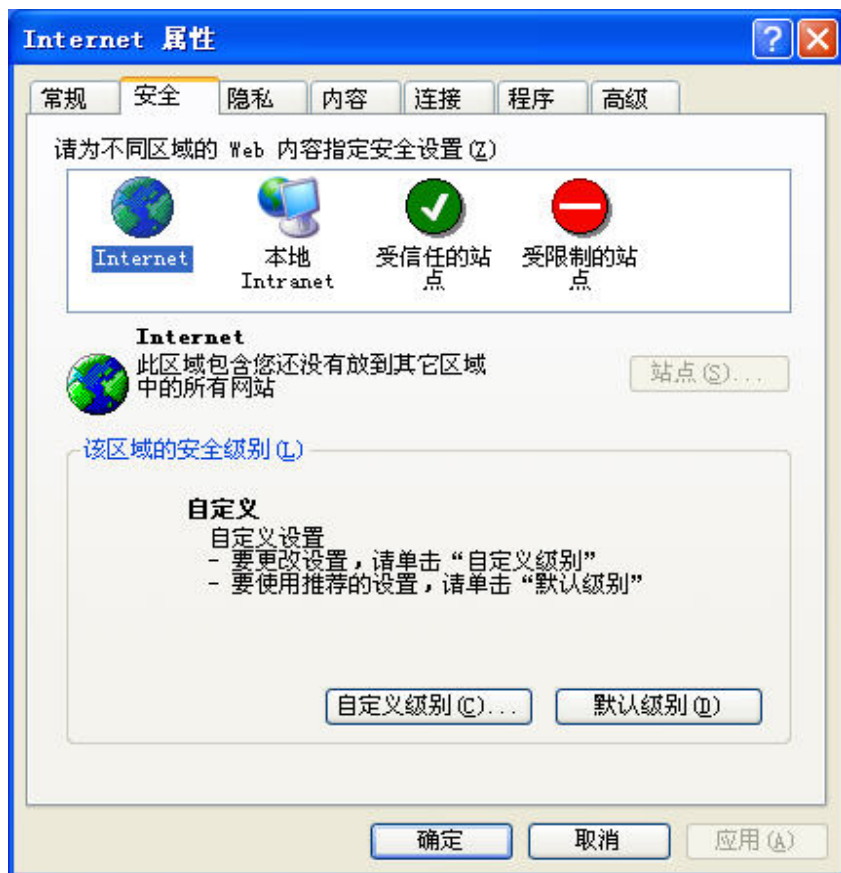 Internet 属性
常规 安全 隐私 内容 连接 程序 高级
请为不同区域的 Web 内容指定安全设置(Z)
Internet 本地 受信任的站 受限制的站
Intranet 点 点
Internet
此区域包含您还没有放到其它区域
中的所有网站
站点(S)...
该区域的安全级别(L)
自定义
自定义设置
- 要更改设置，请单击“自定义级别”
- 要使用推荐的设置，请单击“默认级别”
自定义级别(C)... 默认级别(D)
确定 取消 应用(A)